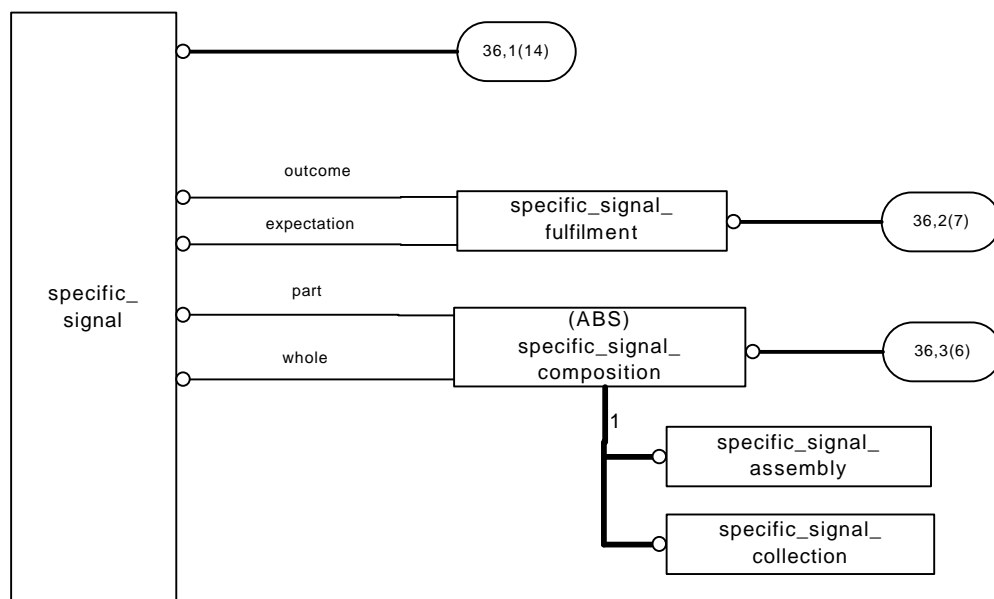 36,1(14)
outcome
specific_signal_
fulfilment
36,2(7)
expectation
specific_
signal
part
(ABS)
specific_signal_
composition
36,3(6)
whole
1
specific_signal_
assembly
specific_signal_
collection